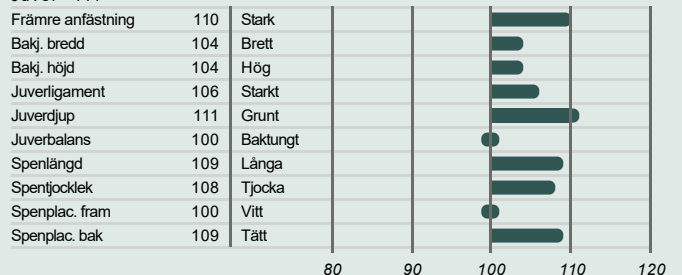 Främre anfästning 110 Stark
Bakj. bredd 104 Brett
Bakj. höjd 104 Hög
Juverligament 106 Starkt
Juverdjup 111 Grunt
Juverbalans 100 Baktungt
Spenlängd 109 Långa
Spentjocklek 108 Tjocka
Spenplac. fram 100 Vitt
Spenplac. bak 109 Tätt
80 90 100 110 120